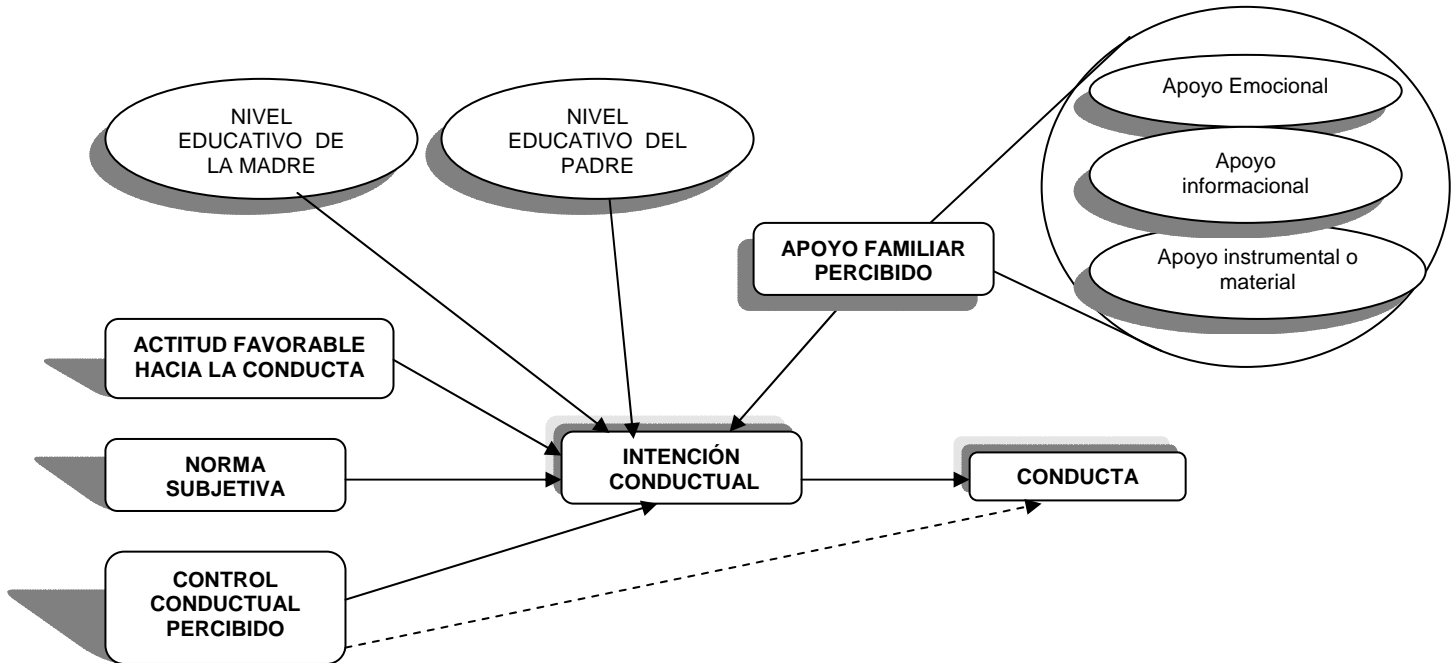 NIVEL
EDUCATIVO DE
LA MADRE
NIVEL
EDUCATIVO DEL
PADRE
Apoyo Emocional
Apoyo
informacional
Apoyo instrumental o
material
APOYO FAMILIAR
PERCIBIDO
ACTITUD FAVORABLE
HACIA LA CONDUCTA
NORMA
SUBJETIVA
INTENCIÓN
CONDUCTUAL
CONDUCTA
CONTROL
CONDUCTUAL
PERCIBIDO